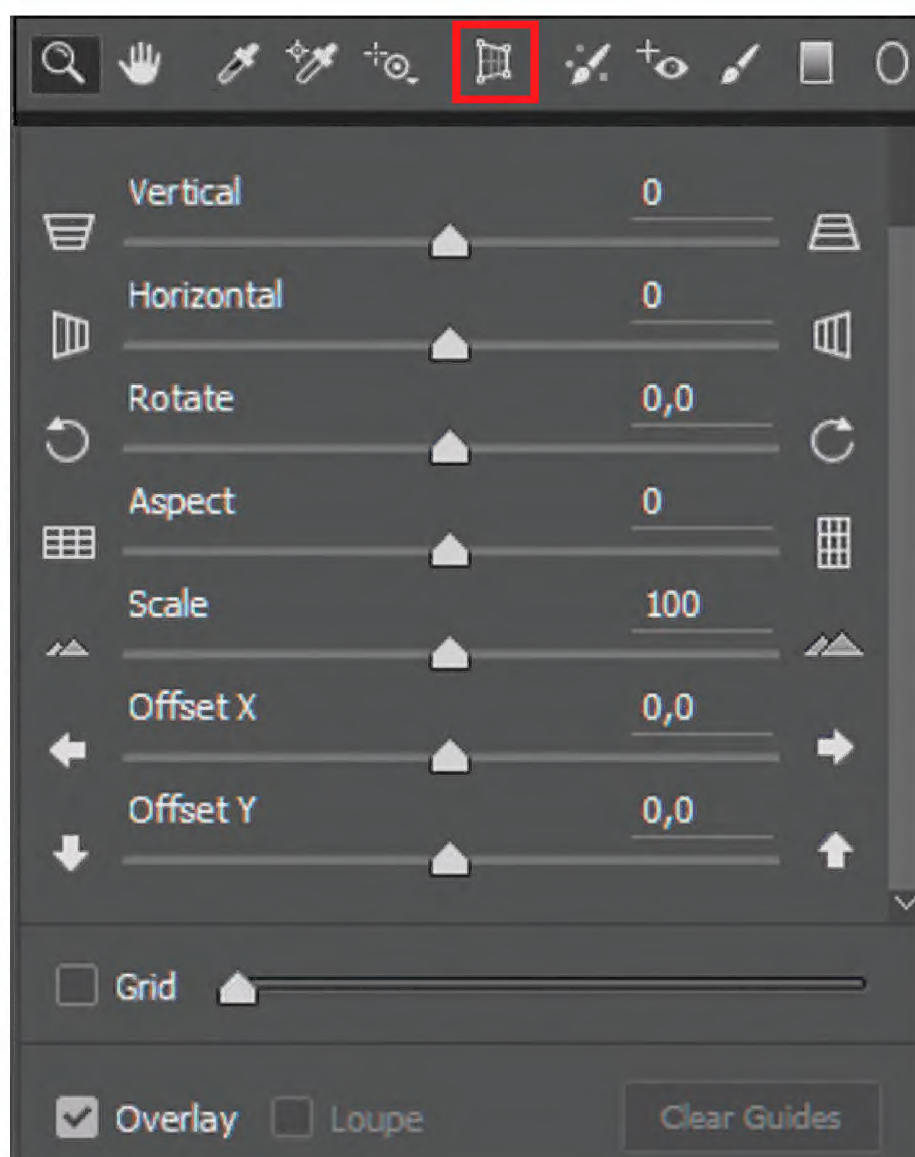 Vertical 0
Horizontal 0
Rotate 0,0
Aspect 0
Scale 100
Offset X 0,0
Offset Y 0,0
Grid
Overlay Loupe Clear Guides